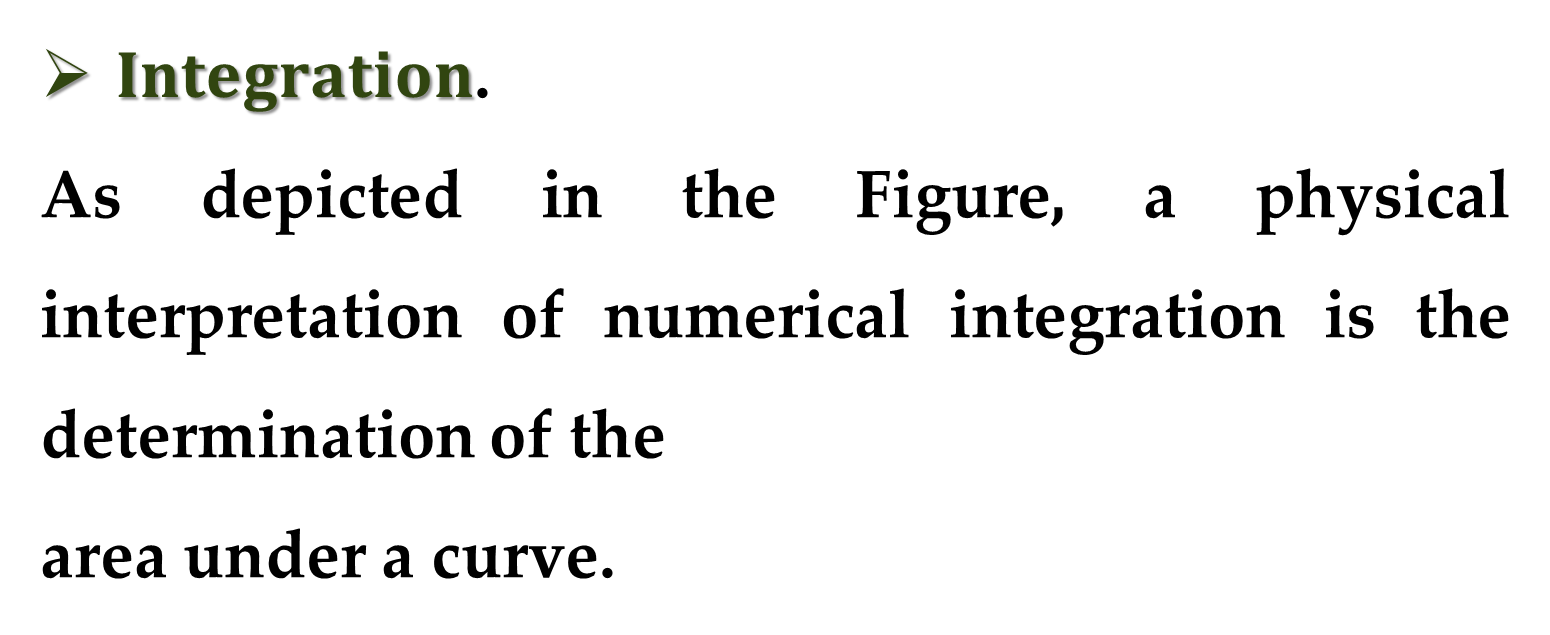 ➢ Integration.
As depicted in the Figure, a physical
interpretation of numerical integration is the
determination of the
area under a curve.